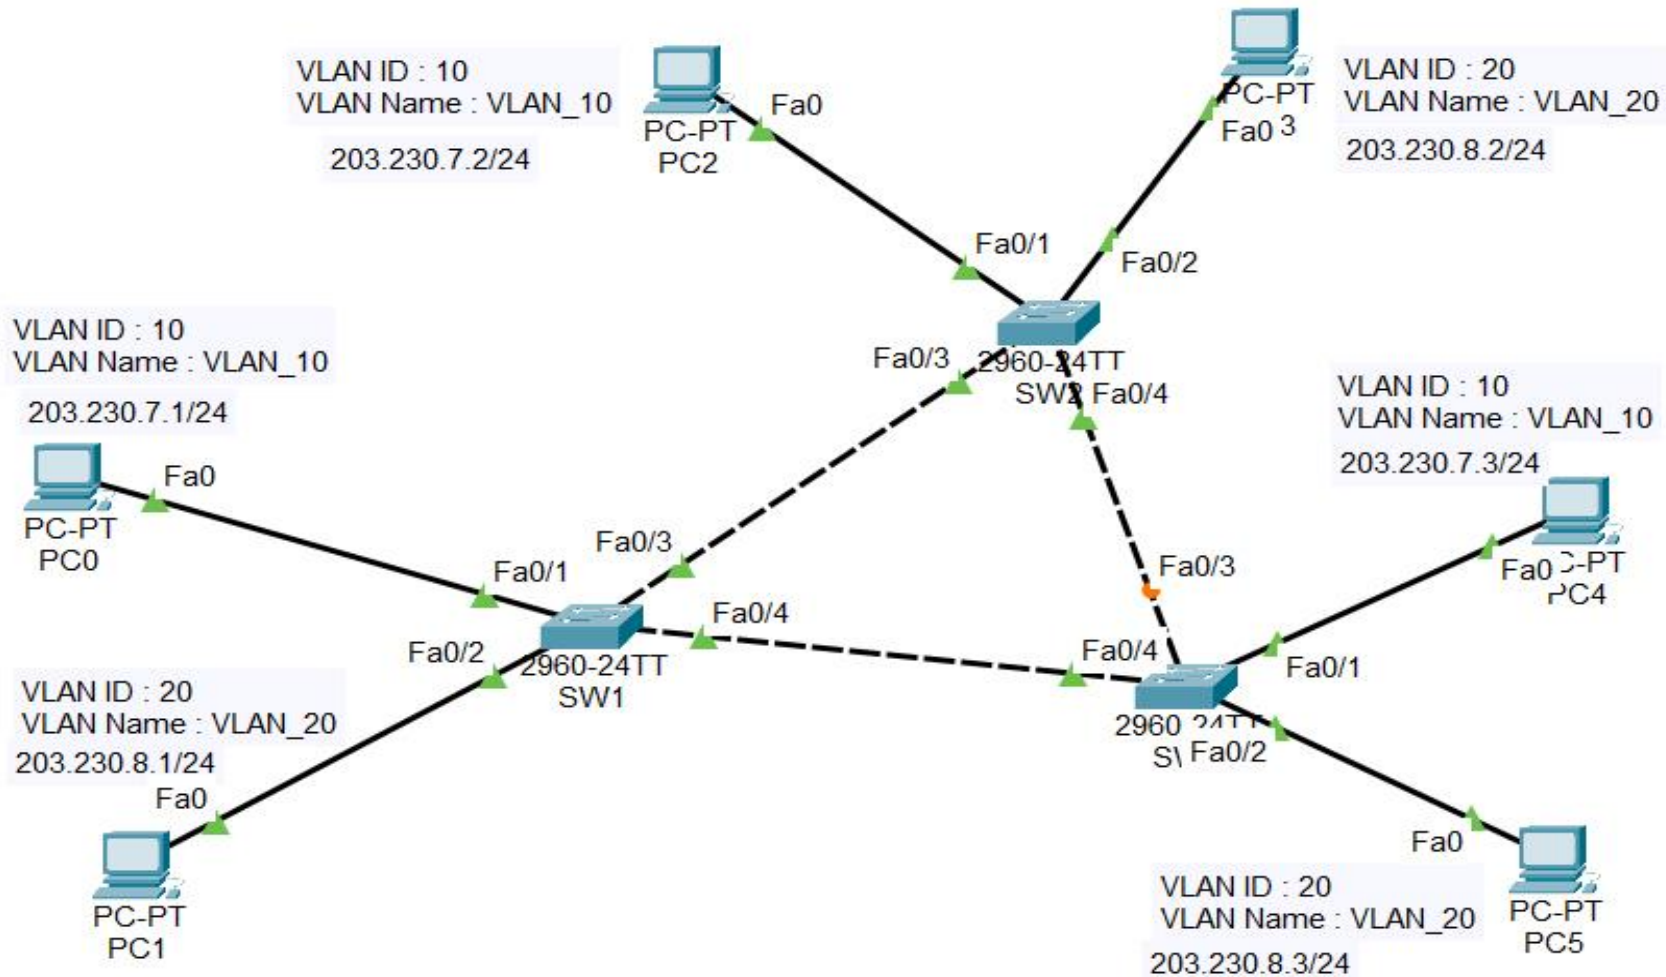 VLAN ID : 10
VLAN Name : VLAN_10
203.230.7.2/24
PC-PT
PC2
Fa0
PC-PT
Fa0 3
VLAN ID : 20
VLAN Name : VLAN_20
203.230.8.2/24
Fa0/1
Fa0/2
Fa0/3
2960-24TT
SW2
Fa0/4
VLAN ID : 10
VLAN Name : VLAN_10
203.230.7.1/24
Fa0
PC-PT
PC0
VLAN ID : 10
VLAN Name : VLAN_10
203.230.7.3/24
Fa0
PC4
Fa0/3
Fa0/1
Fa0/4
Fa0/2
2960-24TT
SW1
Fa0/3
Fa0/4
Fa0/1
2960
Fa0/2
VLAN ID : 20
VLAN Name : VLAN_20
203.230.8.1/24
Fa0
PC-PT
PC1
Fa0
PC-PT
PC5
VLAN ID : 20
VLAN Name : VLAN_20
203.230.8.3/24